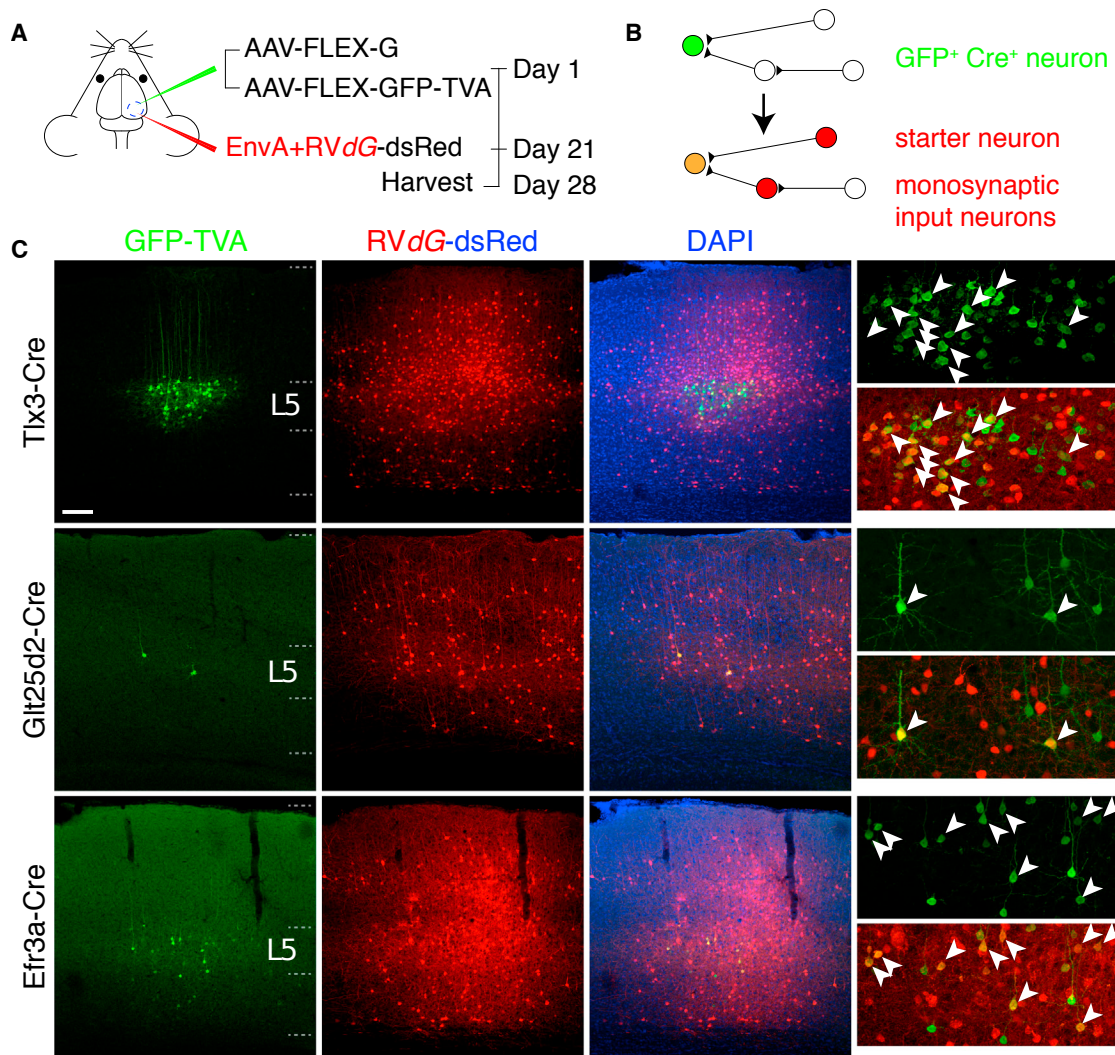 A
AAV-FLEX-G
AAV-FLEX-GFP-TVA
Day 1
EnvA+RVdG-dsRed
Day 21
Harvest
Day 28
B
GFP+ Cre+ neuron
starter neuron
monosynaptic
input neurons
C
GFP-TVA
RVdG-dsRed
DAPI
Tlx3-Cre
L5
Glt25d2-Cre
L5
Efr3a-Cre
L5